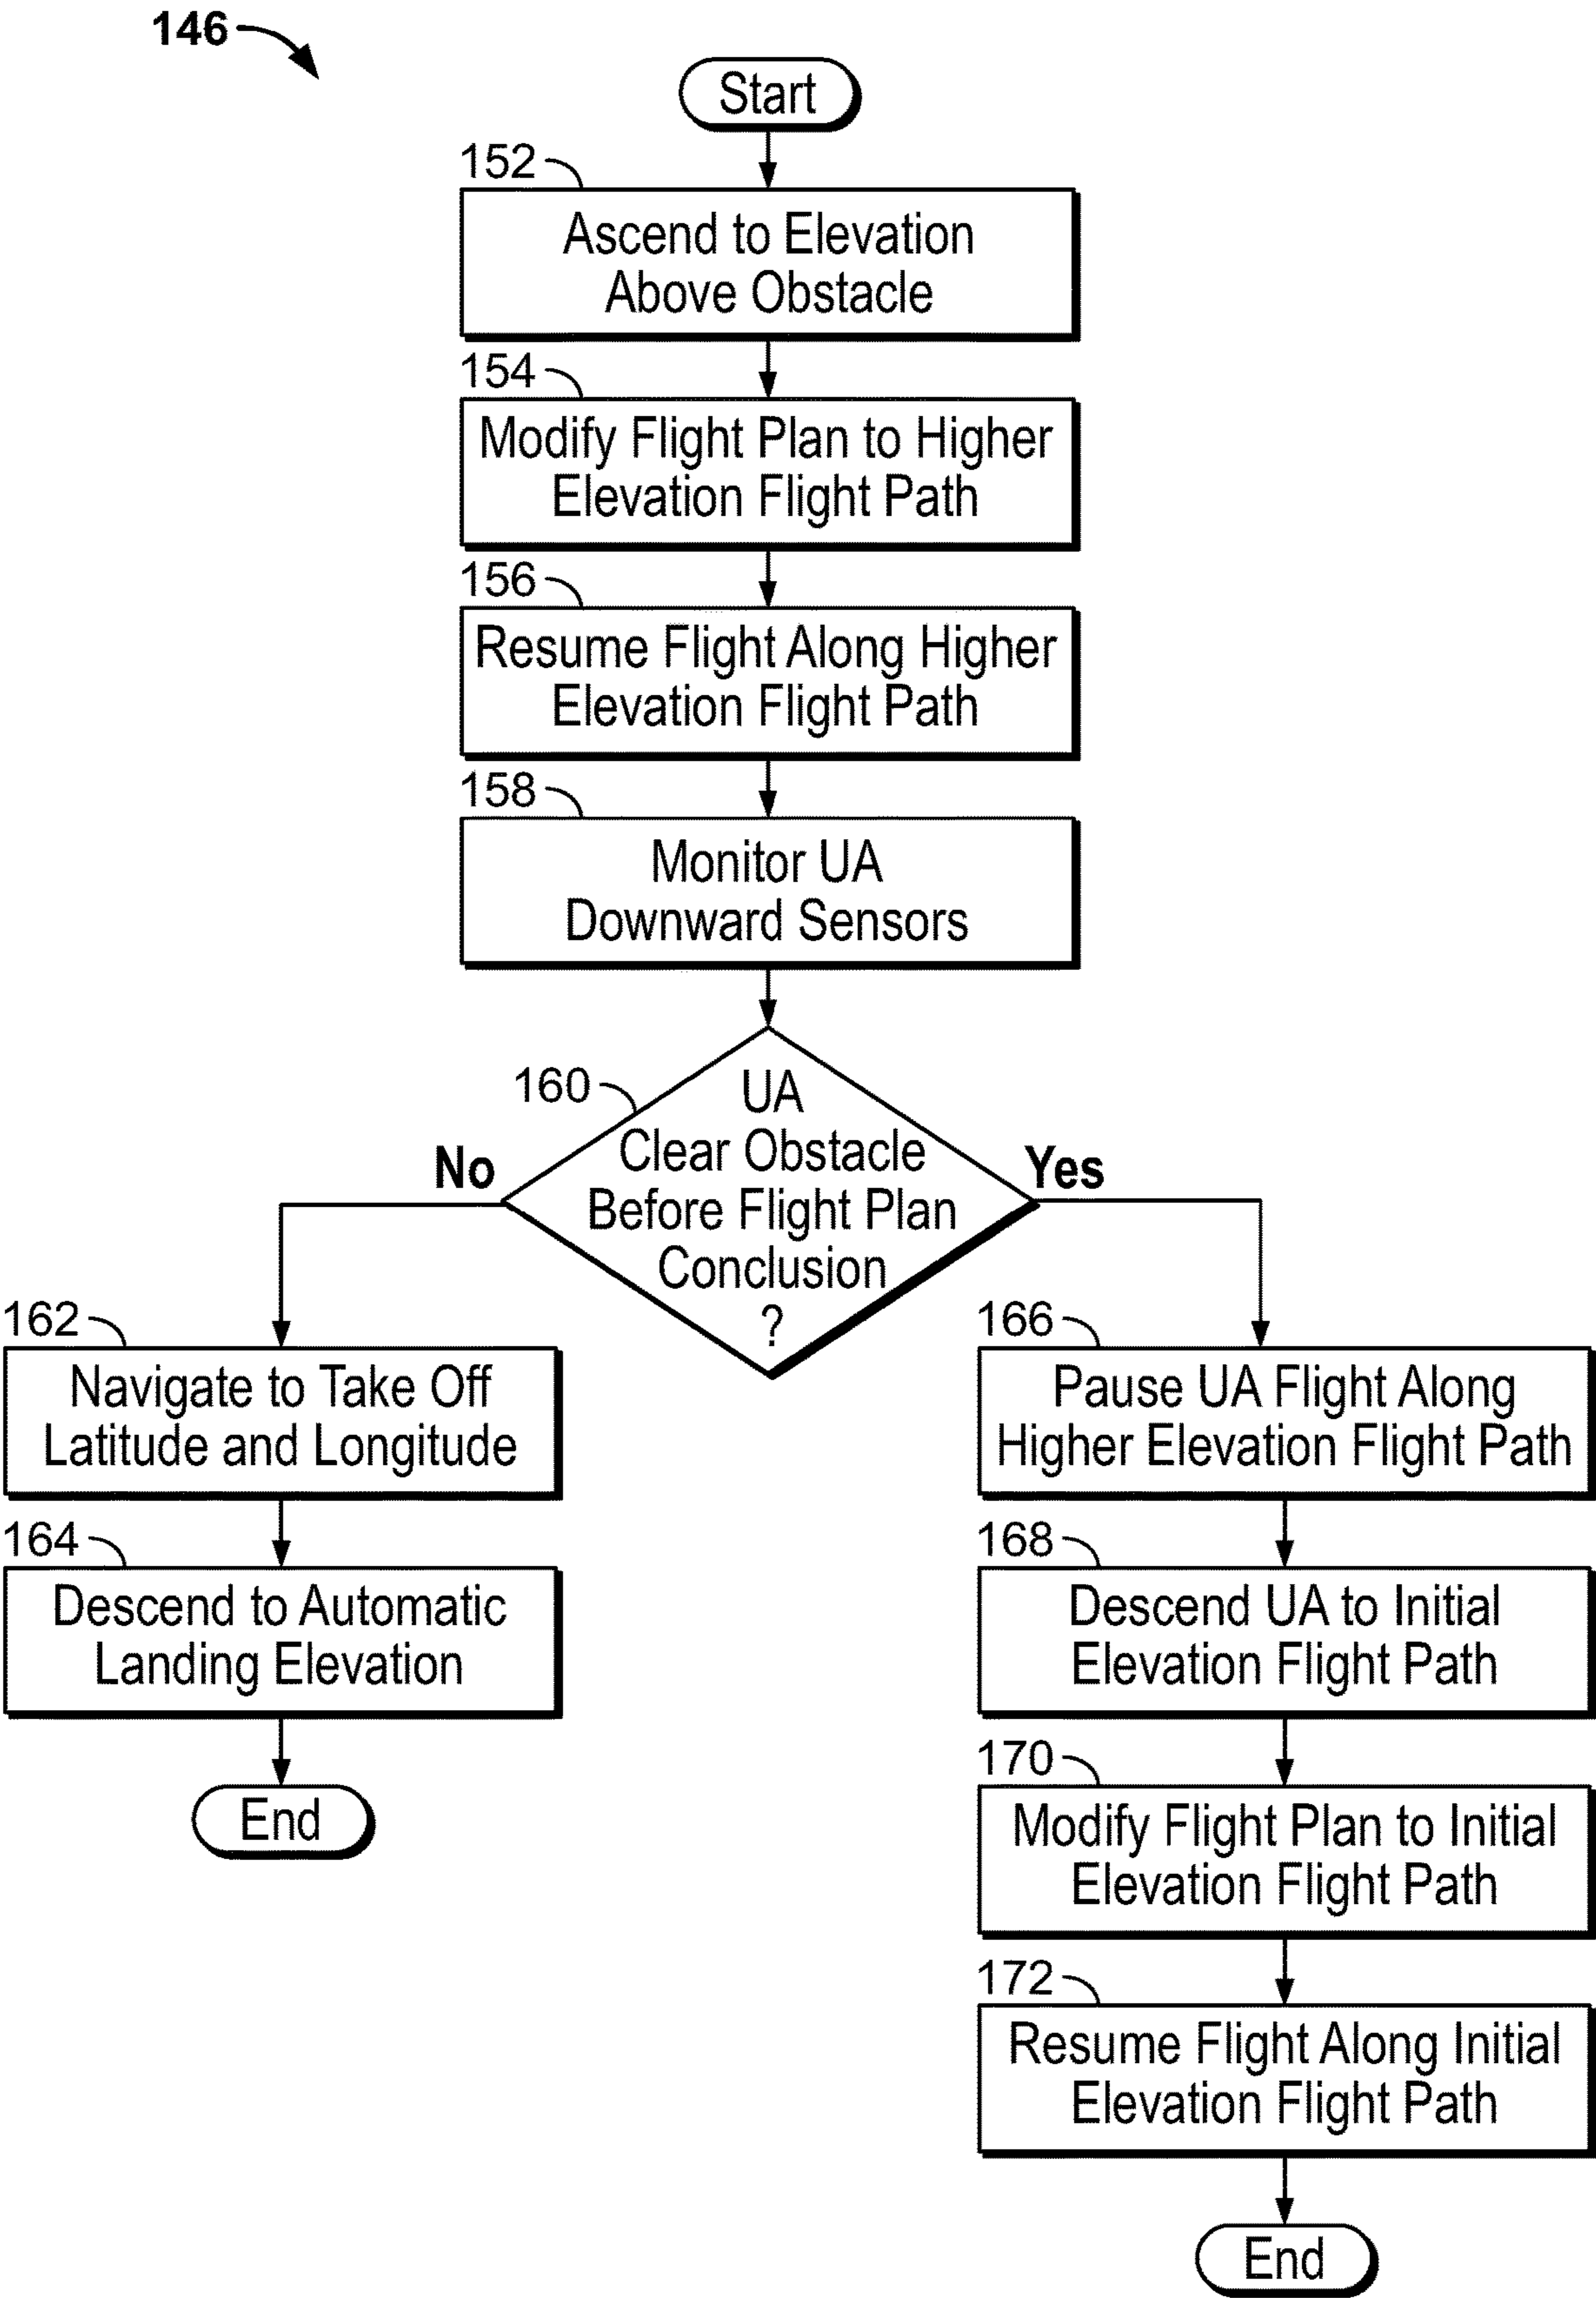 146
Start
152
Ascend to Elevation
Above Obstacle
154
Modify Flight Plan to Higher
Elevation Flight Path
156
Resume Flight Along Higher
Elevation Flight Path
158
Monitor UA
Downward Sensors
160
UA
Clear Obstacle
Before Flight Plan
Conclusion
?
No
Yes
162
Navigate to Take Off
Latitude and Longitude
164
Descend to Automatic
Landing Elevation
End
166
Pause UA Flight Along
Higher Elevation Flight Path
168
Descend UA to Initial
Elevation Flight Path
170
Modify Flight Plan to Initial
Elevation Flight Path
172
Resume Flight Along Initial
Elevation Flight Path
End